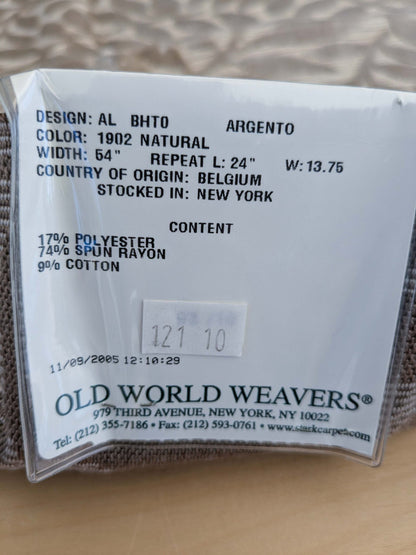 DESIGN: AL BHTO ARGENTO
COLOR: 1902 NATURAL
WIDTH: 54" REPEAT L: 24" W: 13.75
COUNTRY OF ORIGIN: BELGIUM
STOCKED IN: NEW YORK
CONTENT
17% POLYESTER
74% SPUN RAYON
9% COTTON
121 10
11/09/2005 12:10:29
OLD WORLD WEAVERS®
979 THIRD AVENUE, NEW YORK, NY 10022
Tel: (212) 355-7186 • Fax: (212) 593-0761 • www.starkcarpet.com